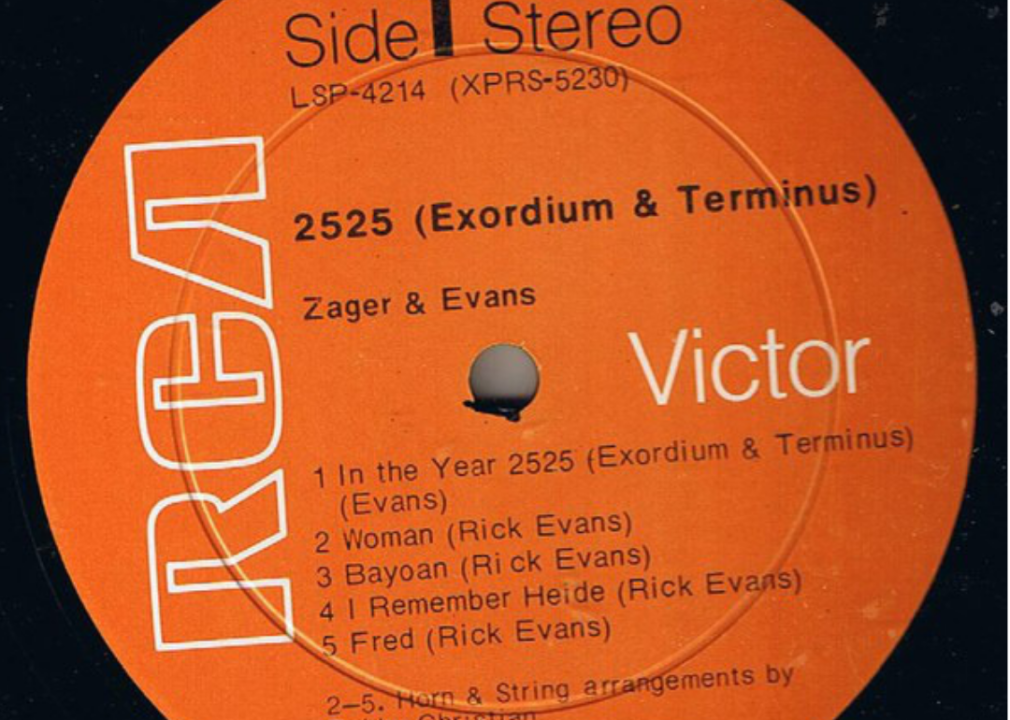 Side 1 Stereo
LSP-4214 (XPRS-5230)
RCA
2525 (Exordium & Terminus)
Zager & Evans
Victor
1 In the Year 2525 (Exordium & Terminus)
(Evans)
2 Woman (Rick Evans)
3 Bayoan (Rick Evans)
4 I Remember Heide (Rick Evans)
5 Fred (Rick Evans)
2–5. Horn & String arrangements by
Christian